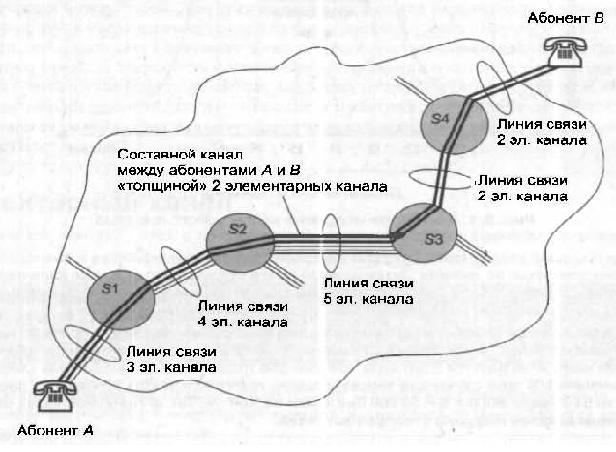 Абонент B
S4
Линия связи
2 эл. канала
Составной канал
между абонентами A и B
«толщиной» 2 элементарных канала
Линия связи
2 эл. канала
S2
S3
S1
Линия связи
4 эл. канала
Линия связи
5 эл. канала
Линия связи
3 эл. канала
Абонент A